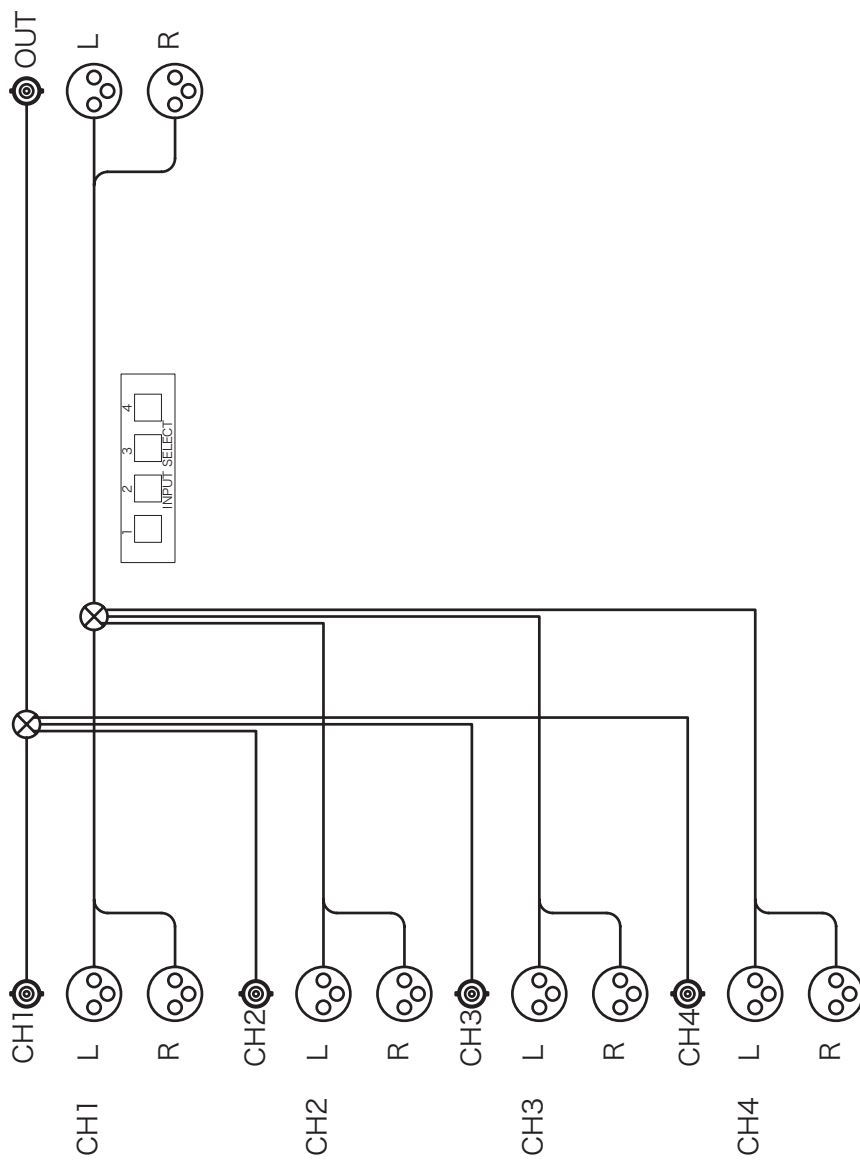 CH1
OUT
CH1 L
L
1 2 3 4
INPUT SELECT
R
R
CH2
CH2 L
R
CH3
CH3 L
R
CH4
CH4 L
R